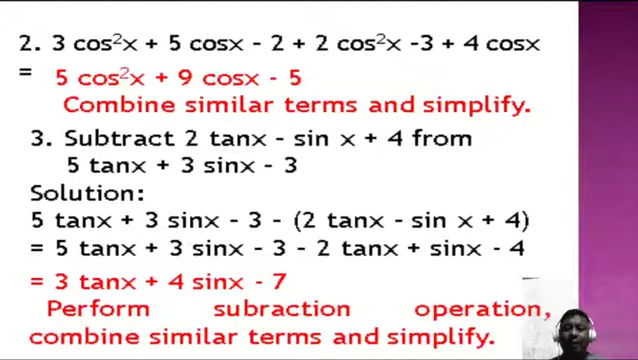 2. 3 cos²x + 5 cosx - 2 + 2 cos²x -3 + 4 cosx
= 5 cos²x + 9 cosx - 5
Combine similar terms and simplify.
3. Subtract 2 tanx - sin x + 4 from
5 tanx + 3 sinx - 3
Solution:
5 tanx + 3 sinx - 3 - (2 tanx - sin x + 4)
= 5 tanx + 3 sinx - 3 - 2 tanx + sinx - 4
= 3 tanx + 4 sinx - 7
Perform subraction operation,
combine similar terms and simplify.